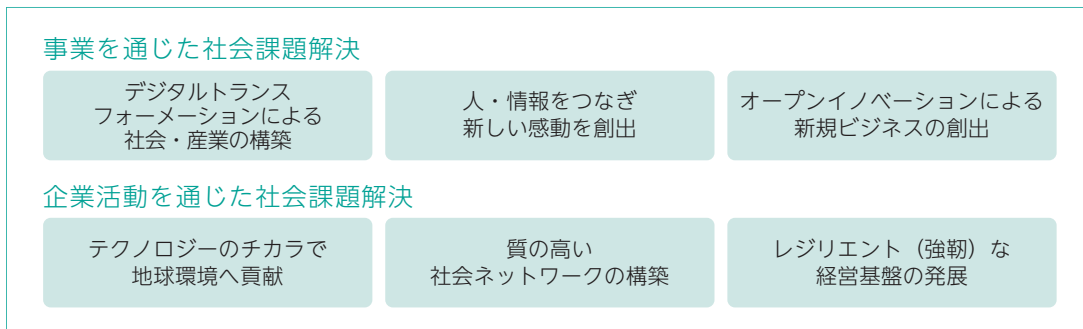 事業を通じた社会課題解決
デジタルトランス
フォーメーションによる
社会・産業の構築
人・情報をつなぎ
新しい感動を創出
オープンイノベーションによる
新規ビジネスの創出
企業活動を通じた社会課題解決
テクノロジーのチカラで
地球環境へ貢献
質の高い
社会ネットワークの構築
レジリエント（強靭）な
経営基盤の発展